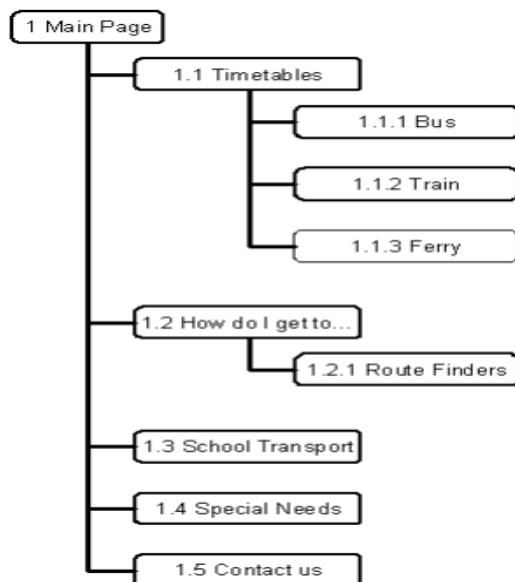 1 Main Page
1.1 Timetables
1.1.1 Bus
1.1.2 Train
1.1.3 Ferry
1.2 How do I get to...
1.2.1 Route Finders
1.3 School Transport
1.4 Special Needs
1.5 Contact us